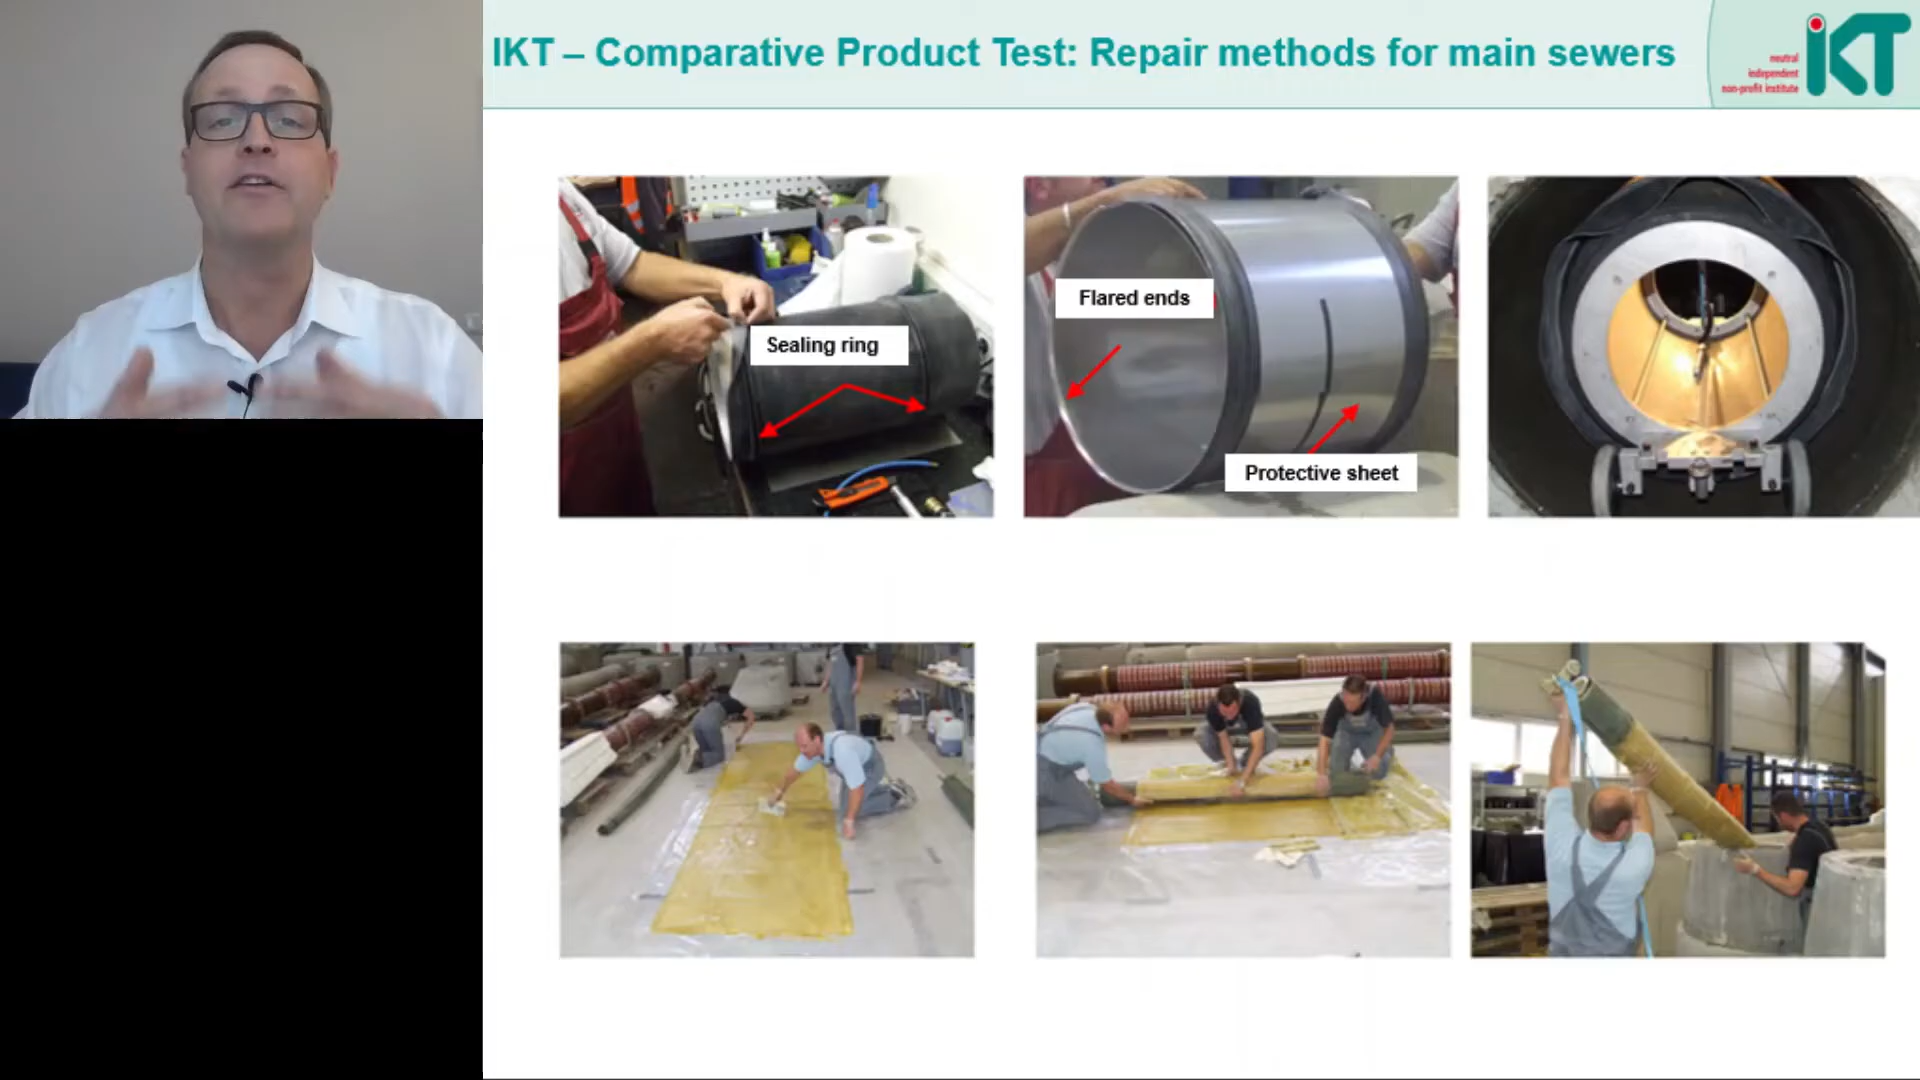 IKT – Comparative Product Test: Repair methods for main sewers
neutral
independent
non-profit institute
iKT
Sealing ring
Flared ends
Protective sheet